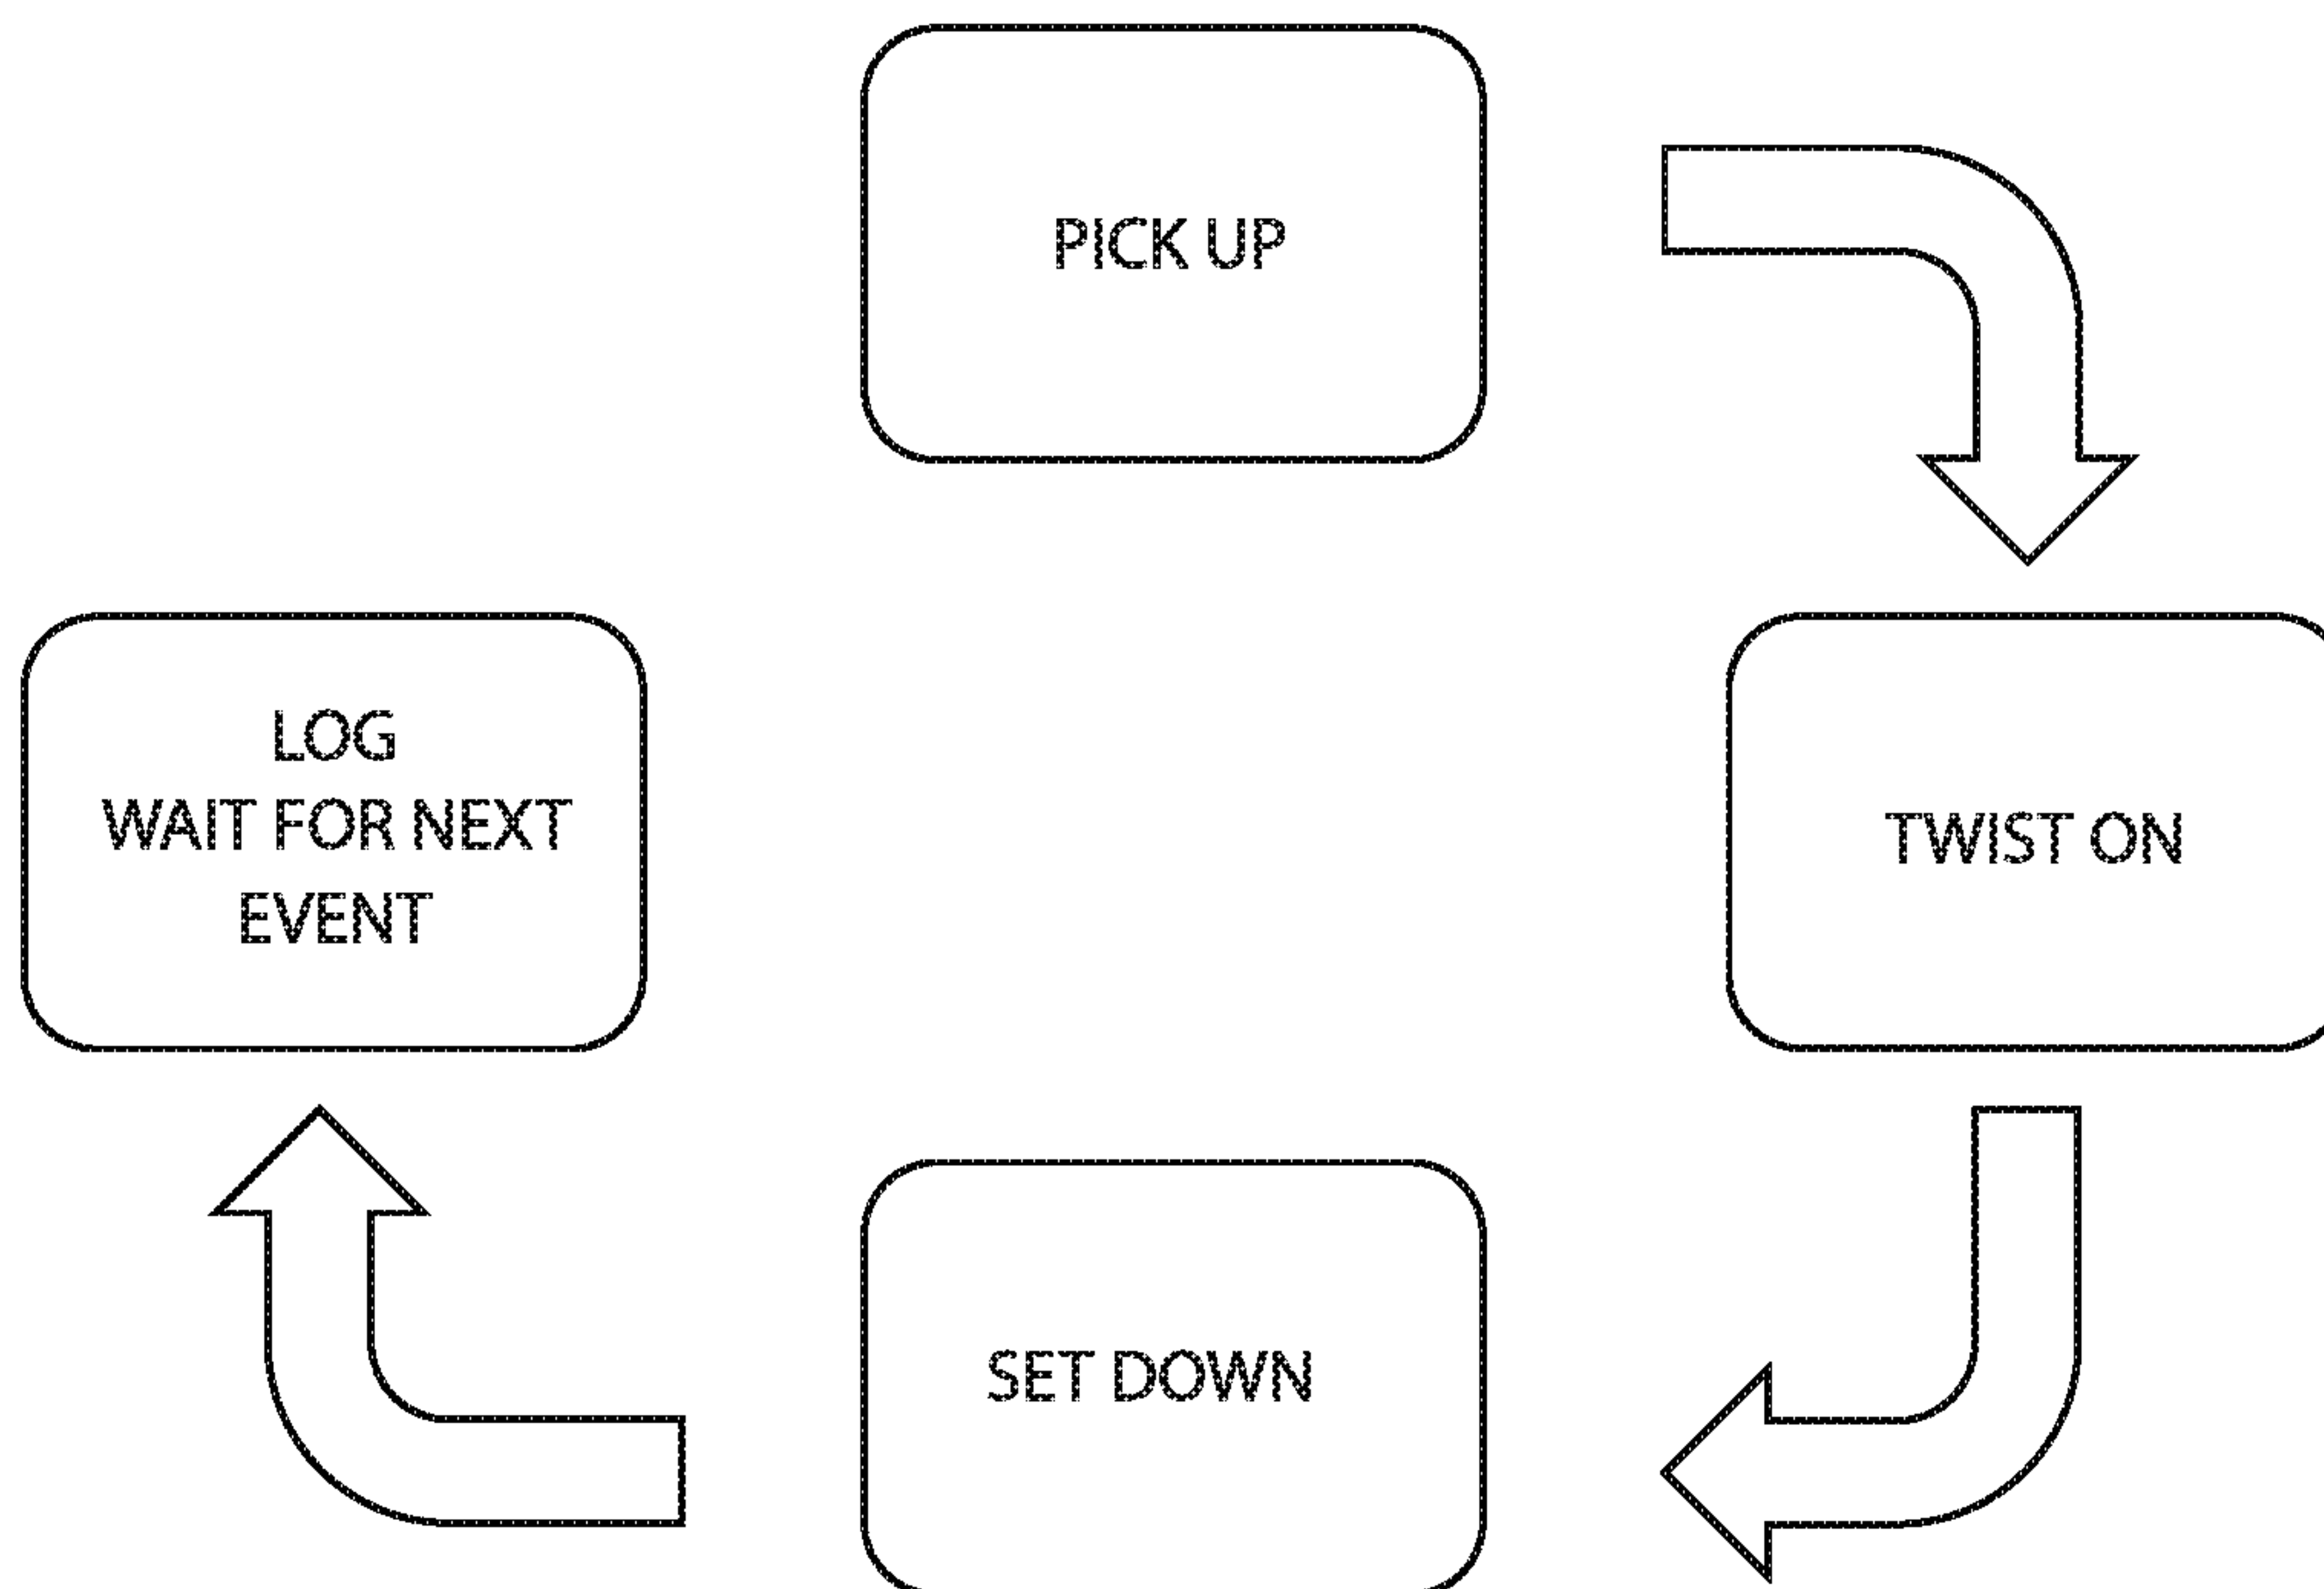 PICK UP
LOG
WAIT FOR NEXT
EVENT
TWIST ON
SET DOWN